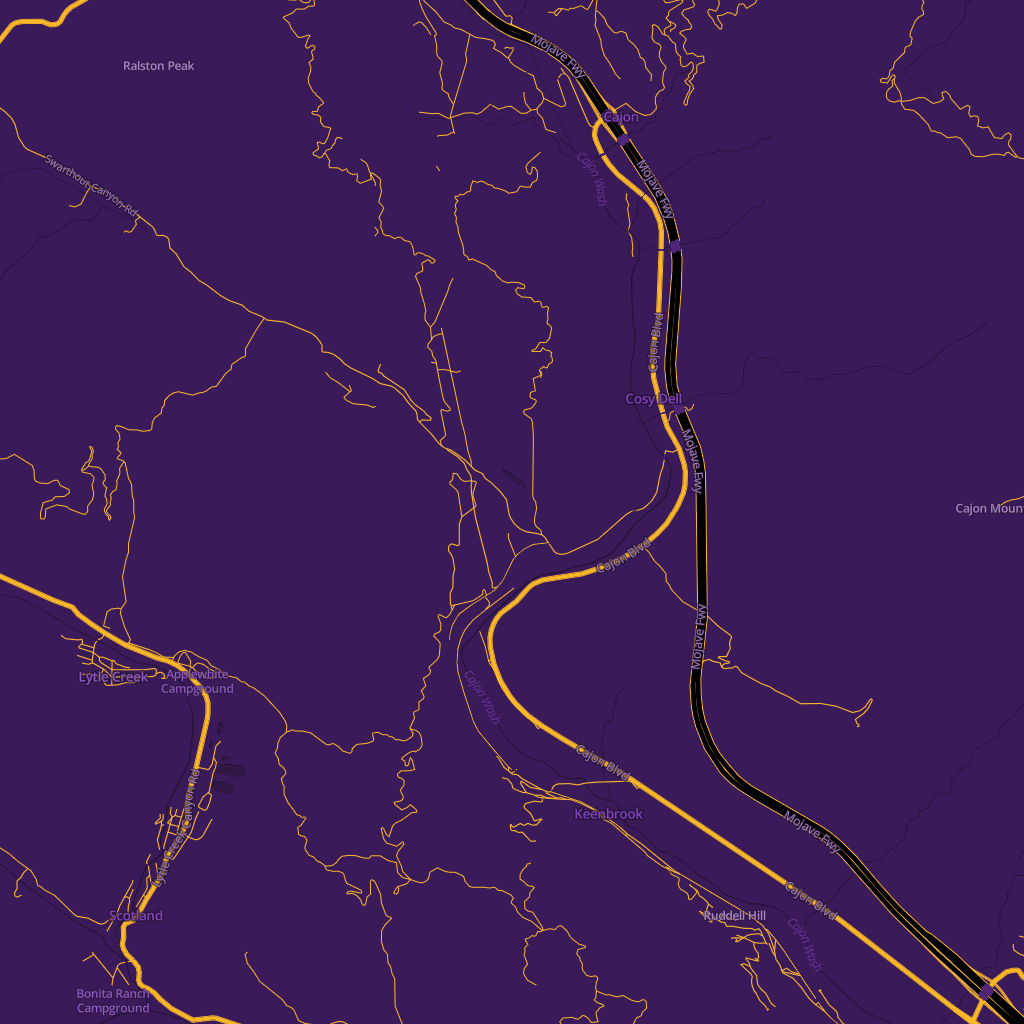 Mojave Fwy
Ralston Peak
Cajon
Swarthout Canyon Rd
Cajon Wash
Mojave Fwy
Cajon Blvd
Cosy Dell
Mojave Fwy
Cajon Moun
Cajon Blvd
Mojave Fwy
Lytle Creek
Applewhite
Campground
Cajon Wash
Cajon Blvd
Keenbrook
Mojave Fwy
Lytle Creek Canyon Rd
Cajon Blvd
Scotland
Ruddell Hill
Cajon Wash
Bonita Ranch
Campground